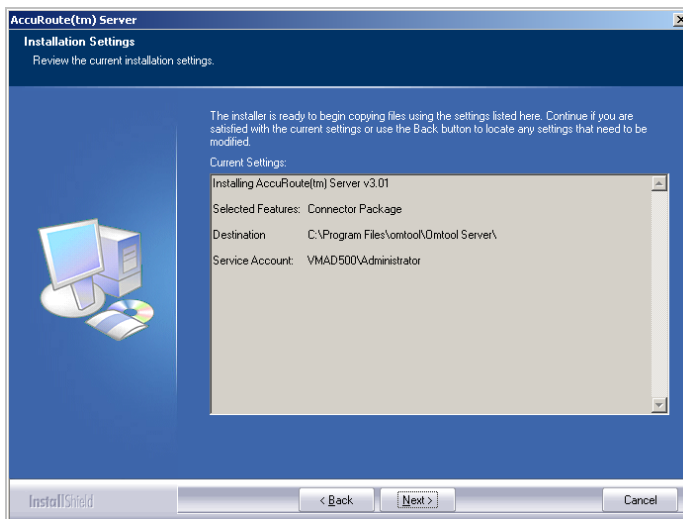 AccuRoute(tm) Server
Installation Settings
Review the current installation settings.
The installer is ready to begin copying files using the settings listed here. Continue if you are
satisfied with the current settings or use the Back button to locate any settings that need to be
modified.
Current Settings:
Installing AccuRoute(tm) Server v3.01
Selected Features: Connector Package
Destination C:\Program Files\omtool\Omtool Server\
Service Account: VMAD500\Administrator
InstallShield
< Back
Next >
Cancel